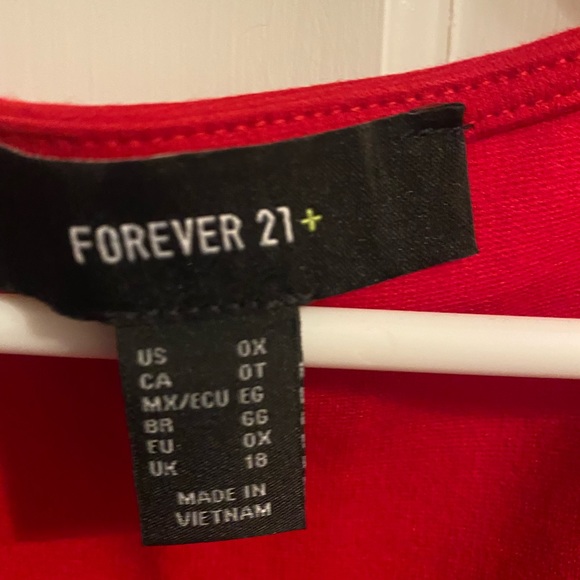 FOREVER 21+
US 0X
CA 0T
MX/ECU EG
BR GG
EU 0X
UK 18
MADE IN
VIETNAM